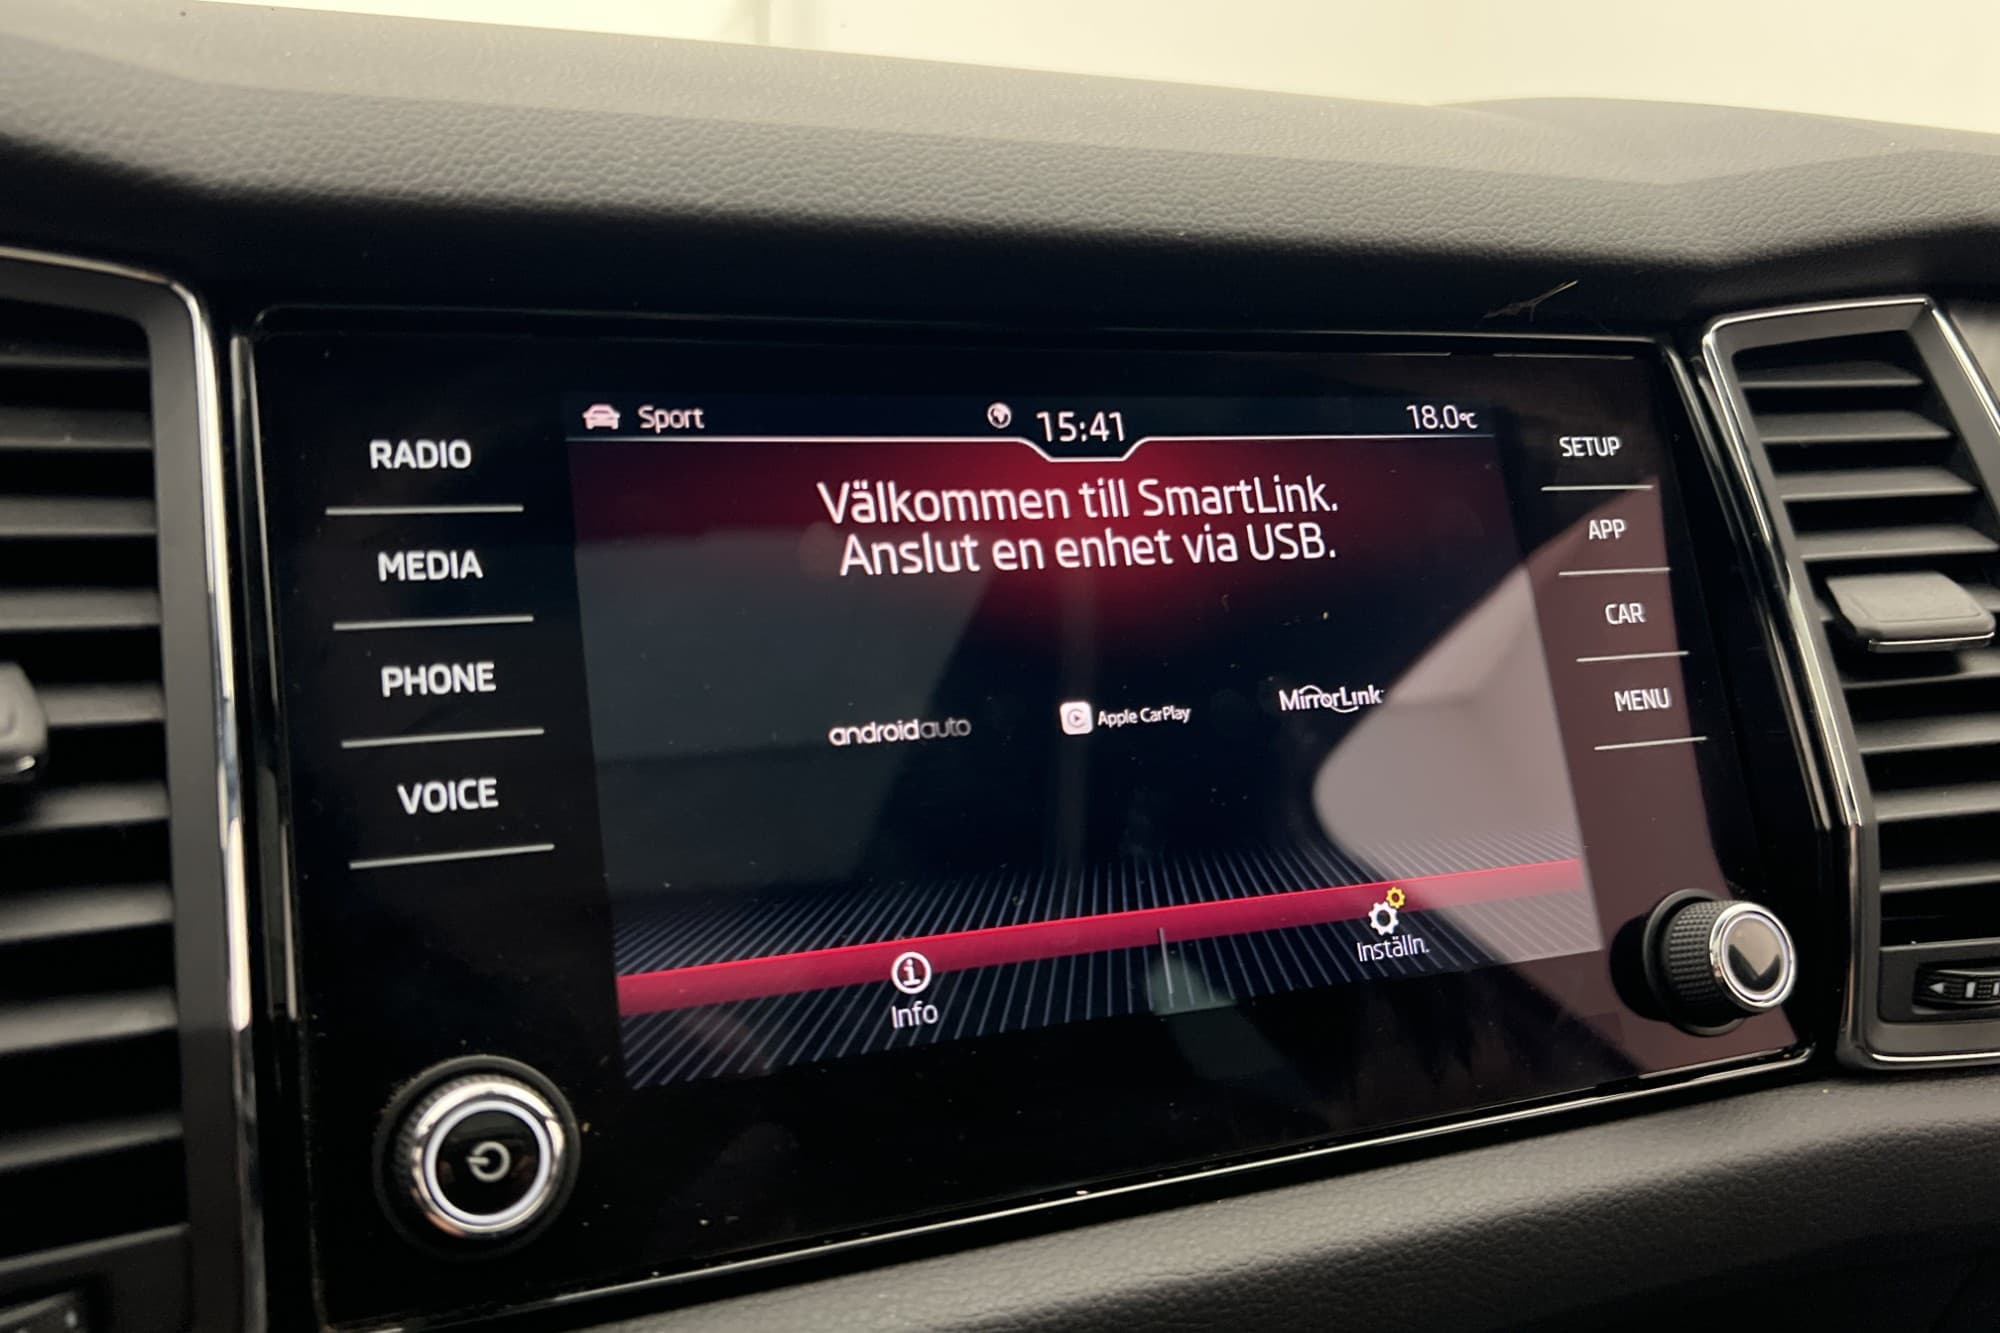 RADIO
MEDIA
PHONE
VOICE
Sport
15:41
18.0°C
Välkommen till SmartLink.
Anslut en enhet via USB.
androidauto
Apple CarPlay
MirrorLink
Info
Inställn.
SETUP
APP
CAR
MENU